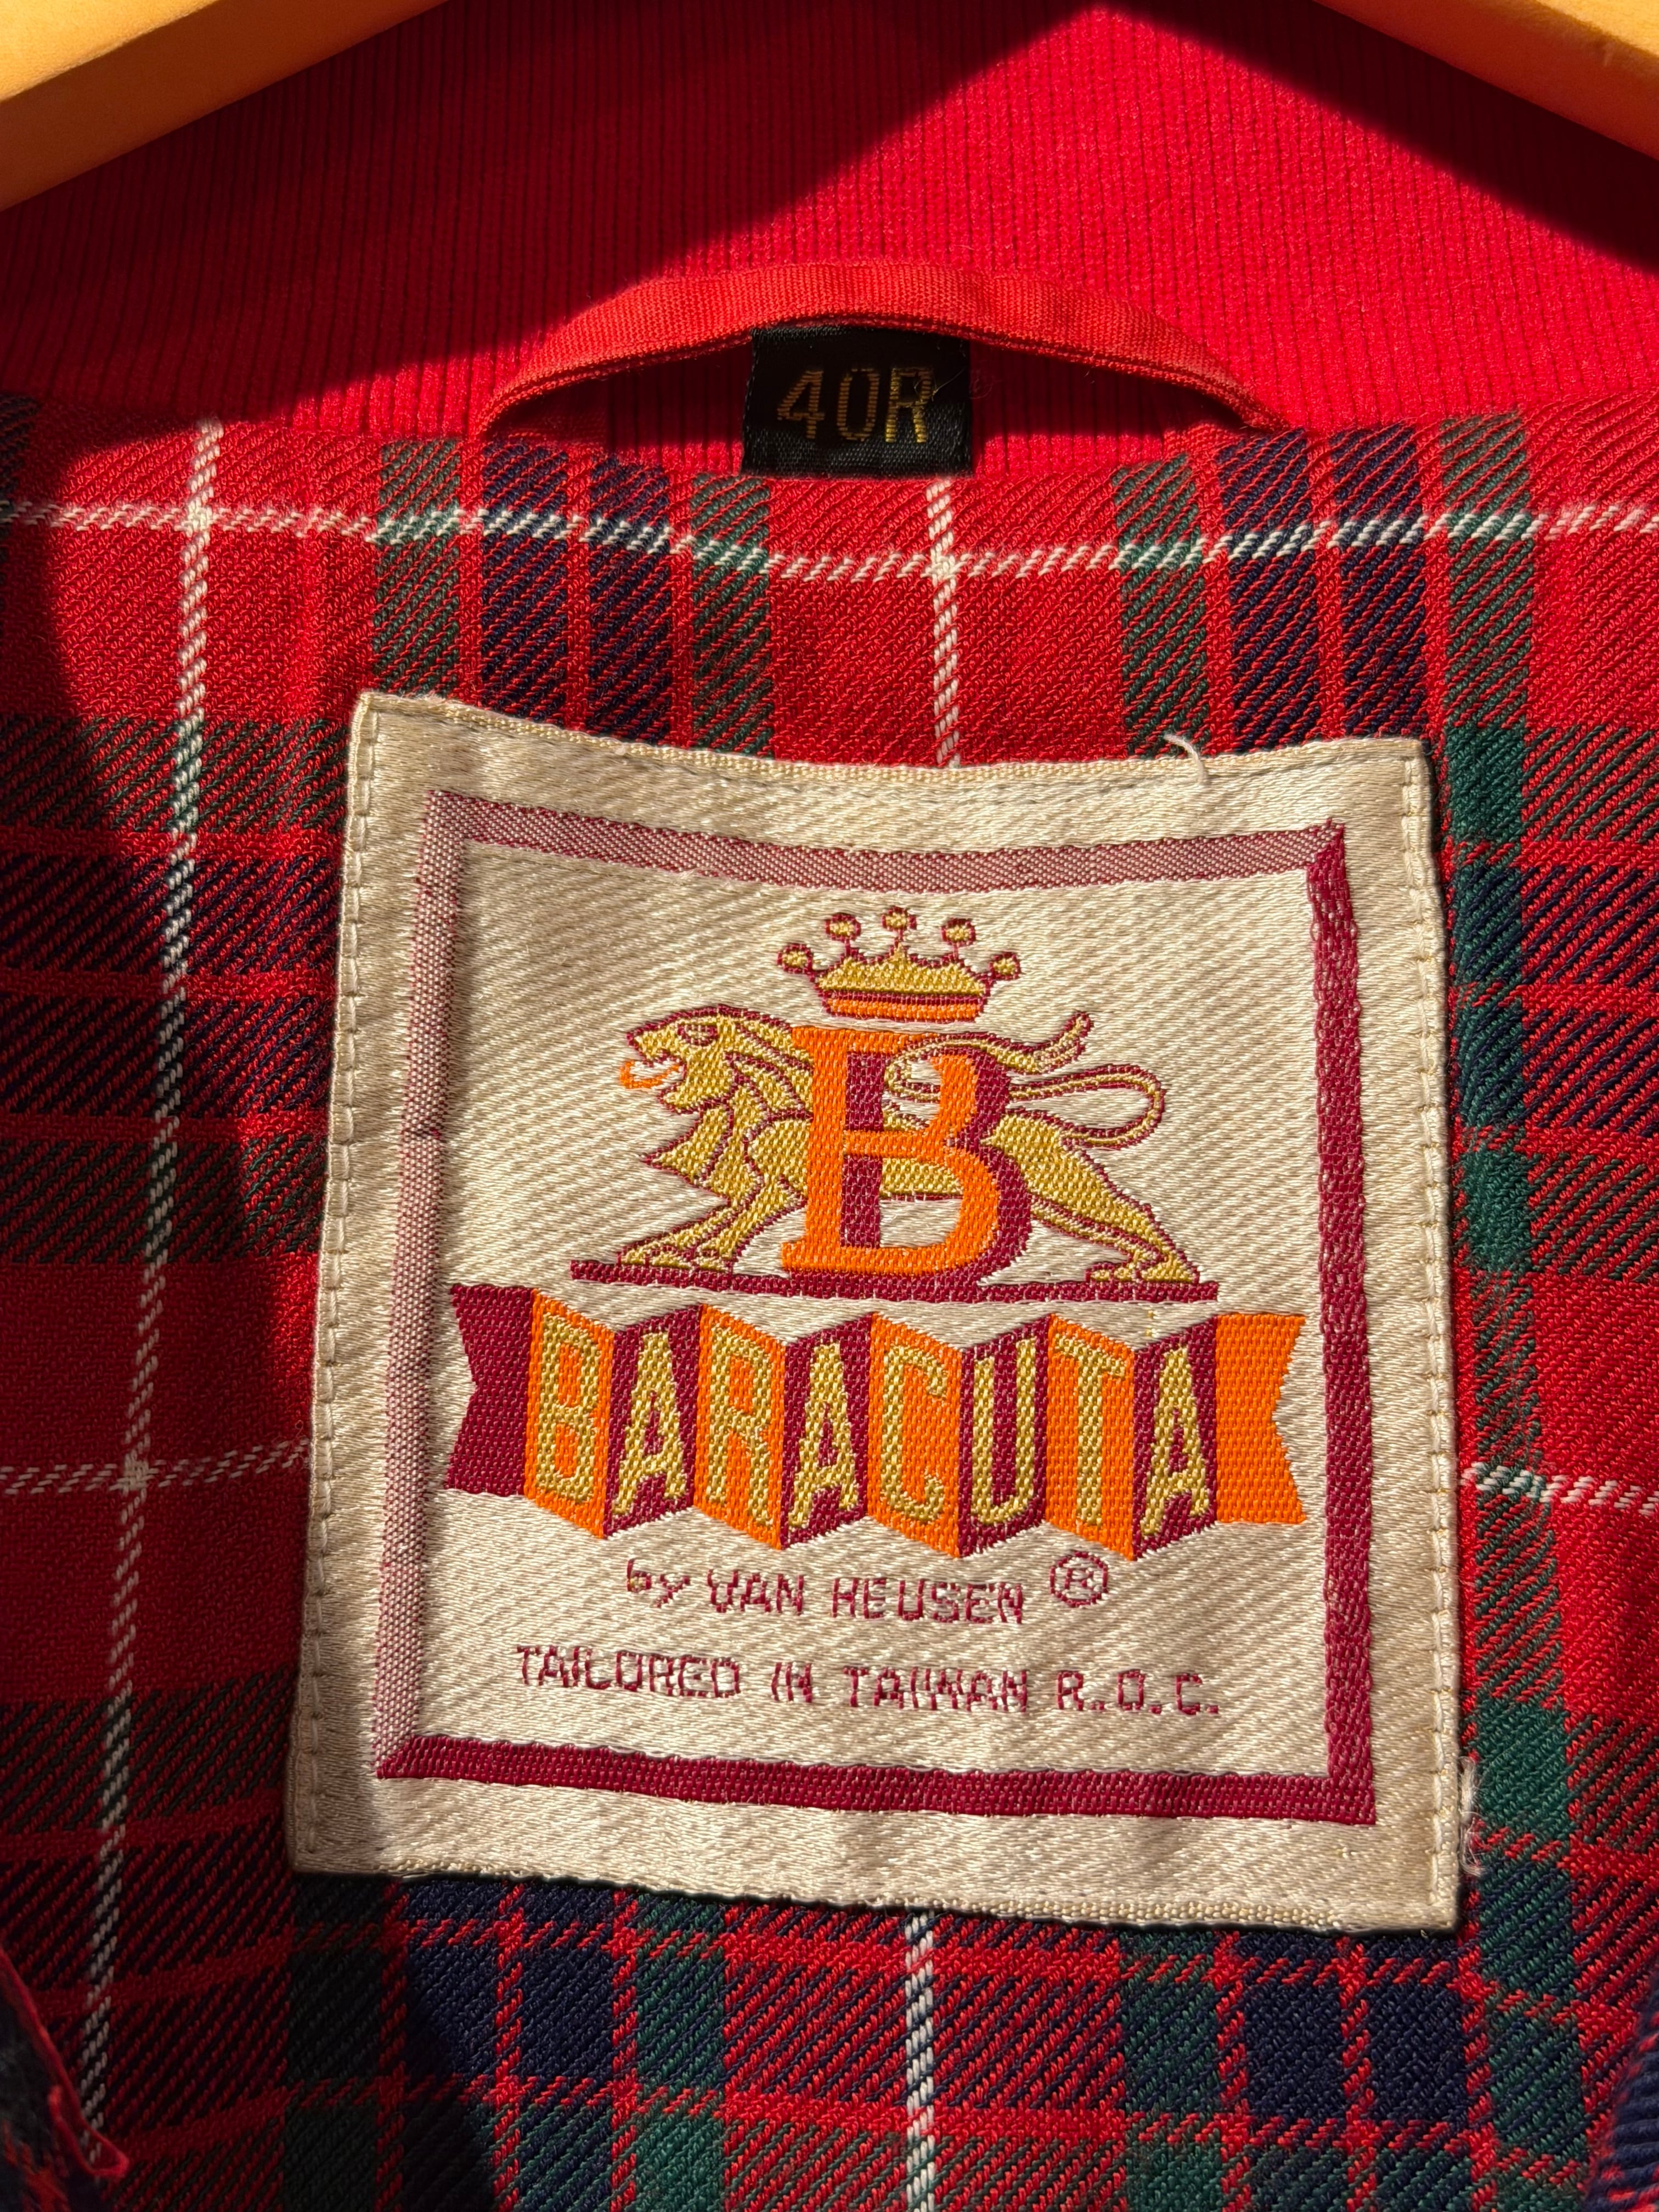 40R
B
BARACUTA
by VAN HEUSEN ®
TAILORED IN TAIWAN R.O.C.